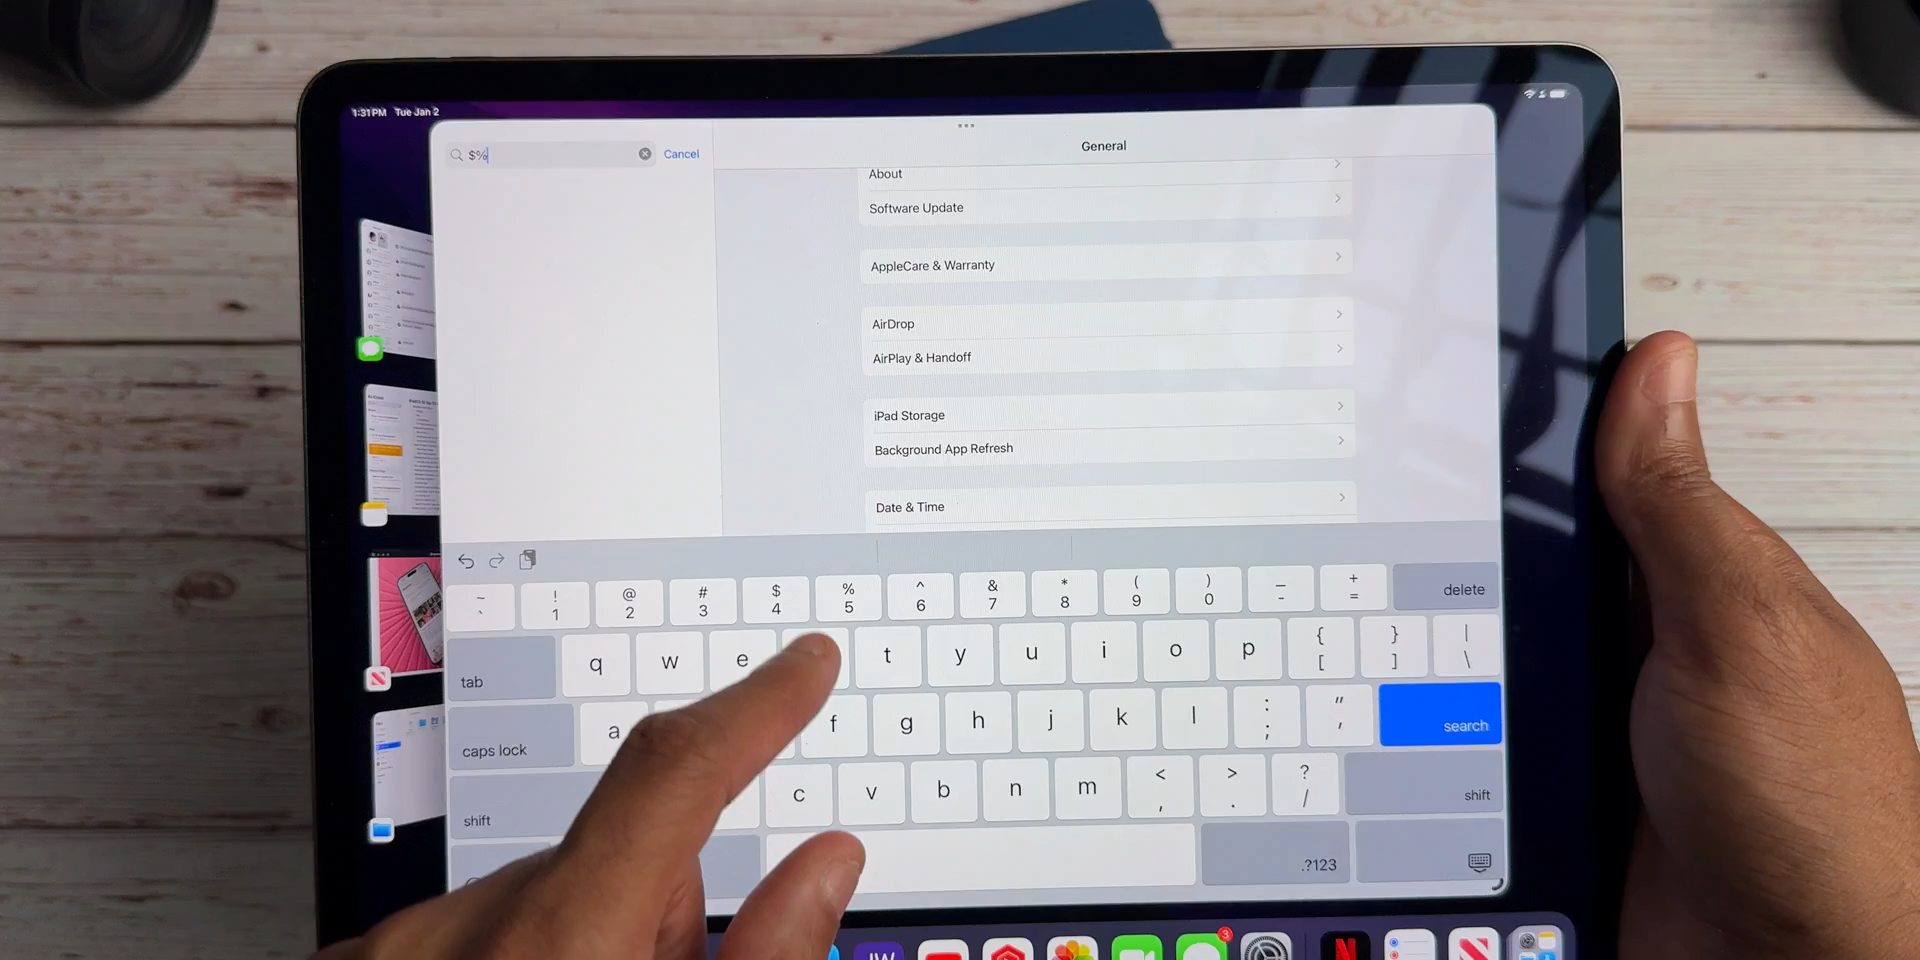 1:31PM Tue Jan 2
$%
Cancel
General
About
Software Update
AppleCare & Warranty
AirDrop
AirPlay & Handoff
iPad Storage
Background App Refresh
Date & Time
~ ! @ # $ % ^ & * ( ) _ +
` 1 2 3 4 5 6 7 8 9 0 - = delete
tab q w e t y u i o p { [ } ] | \
caps lock a f g h j k l : ; " ' search
shift c v b n m < , > . ? / shift
.?123
3
N